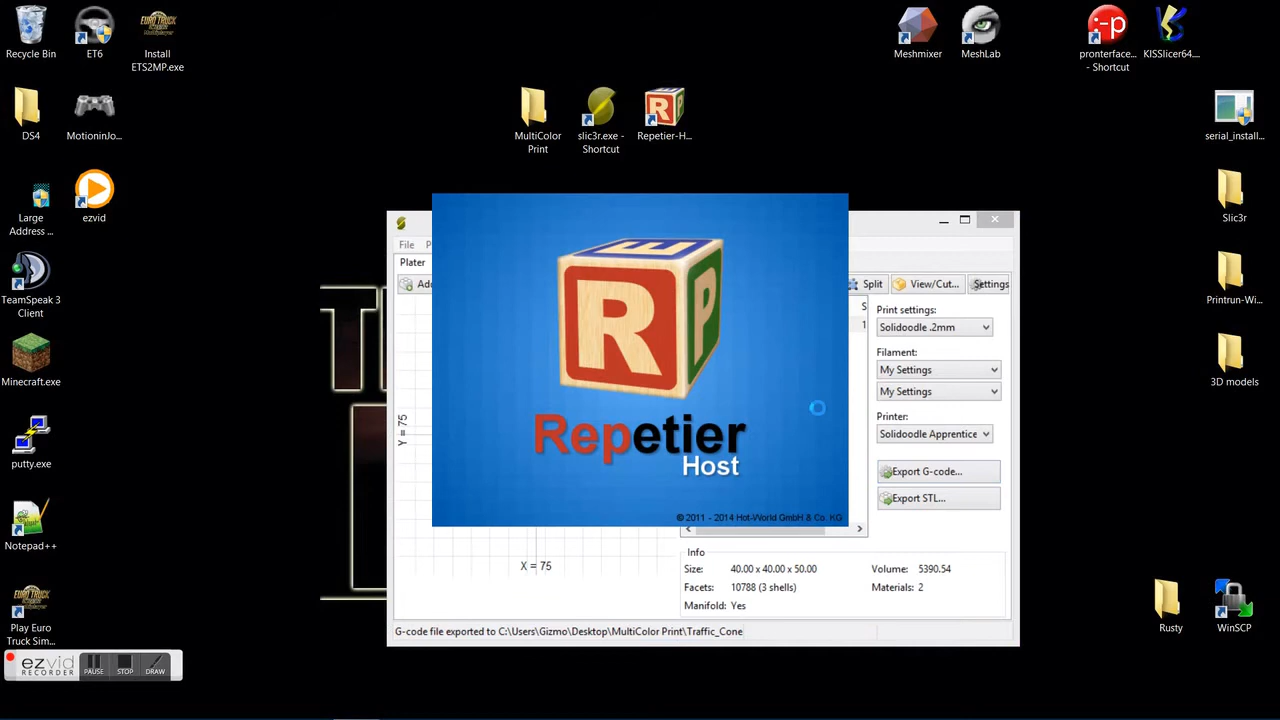 Recycle Bin
ET6
Install
ETS2MP.exe
Meshmixer
MeshLab
pronterface...
- Shortcut
KISSlicer64....
DS4
MotioninJo...
MultiColor
Print
slic3r.exe -
Shortcut
Repetier-H...
serial_install...
Large
Address ...
ezvid
Slic3r
TeamSpeak 3
Client
Printrun-Wi...
Minecraft.exe
3D models
putty.exe
Notepad++
Play Euro
Truck Sim...
Rusty
WinSCP
ezvid
RECORDER
PAUSE
STOP
DRAW
File
P
Plater
Add
Split
View/Cut...
Settings
S
1
Print settings:
Solidoodle .2mm
Filament:
My Settings
My Settings
Printer:
Solidoodle Apprentice
Export G-code...
Export STL...
Y = 75
X = 75
R
E
P
Repetier
Host
© 2011 - 2014 Hot-World GmbH & Co. KG
Info
Size: 40.00 x 40.00 x 50.00
Volume: 5390.54
Facets: 10788 (3 shells)
Materials: 2
Manifold: Yes
G-code file exported to C:\Users\Gizmo\Desktop\MultiColor Print\Traffic_Cone